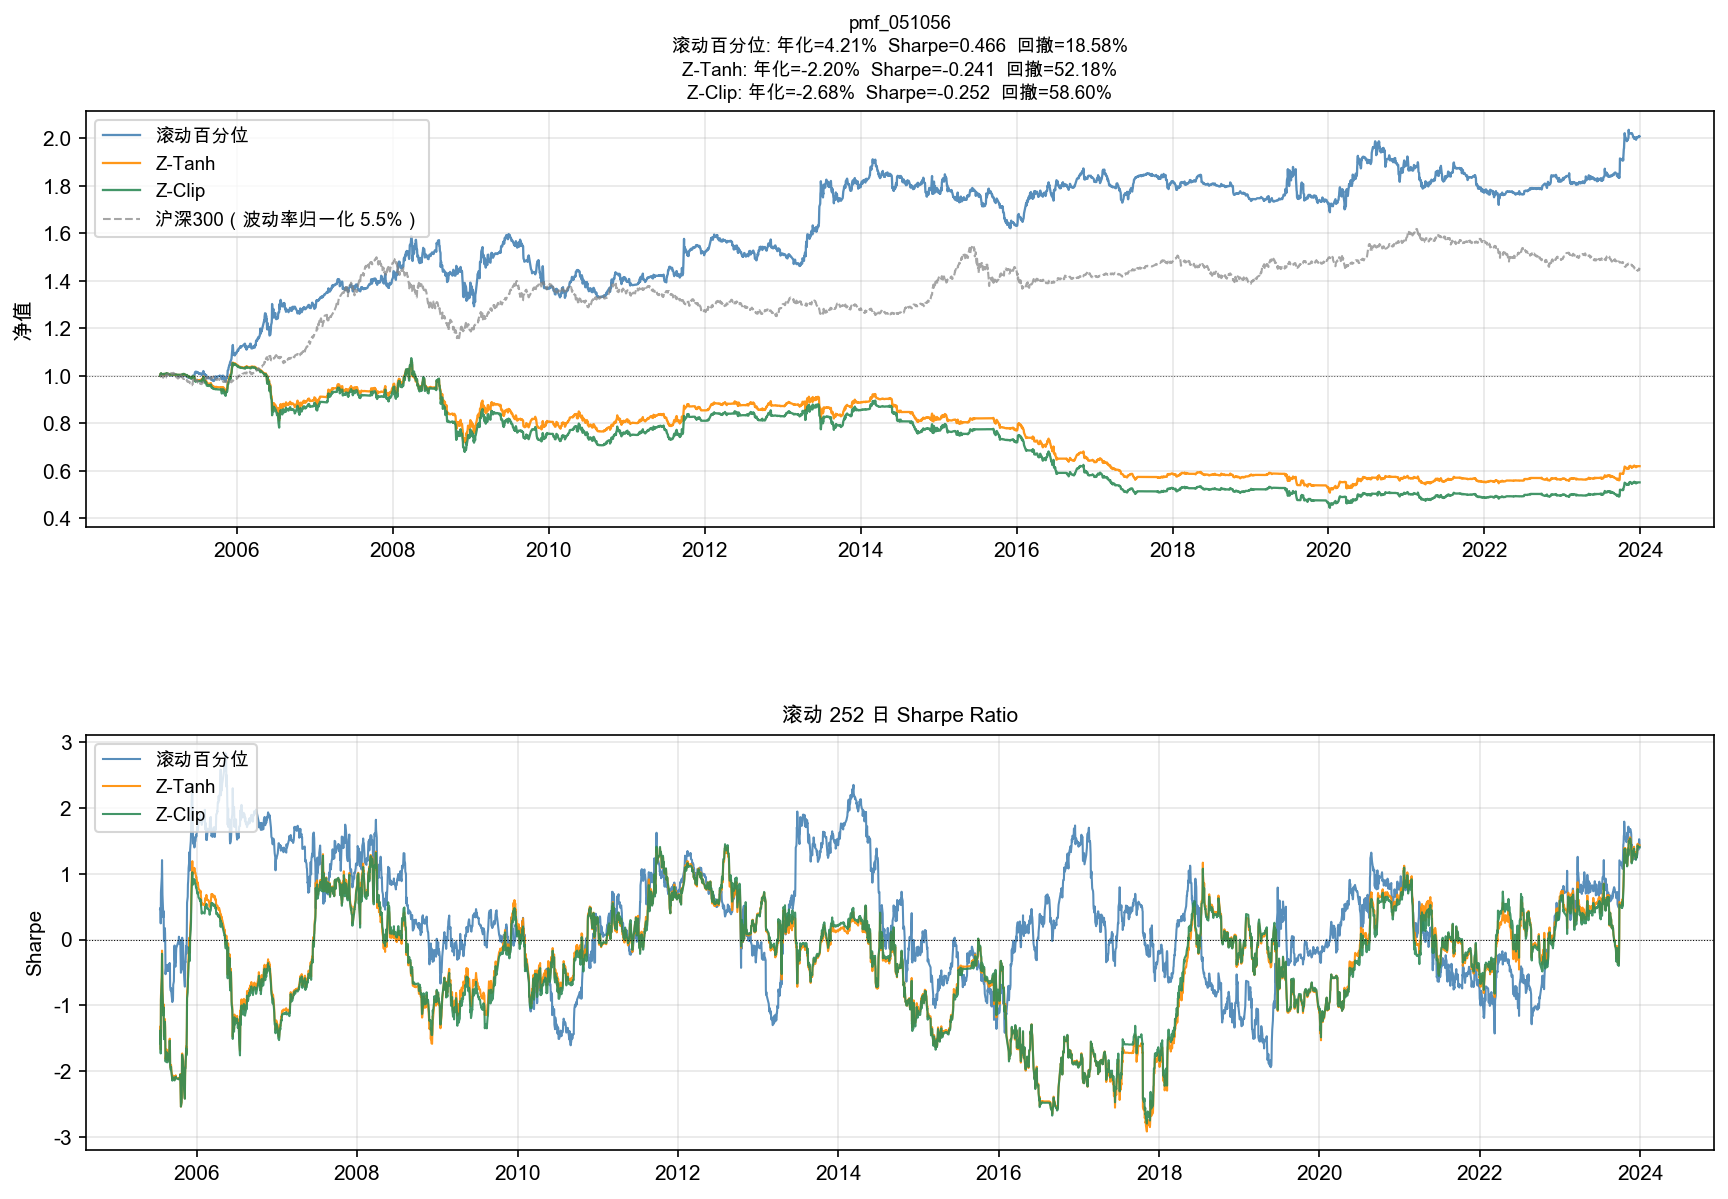 pmf_051056
滚动百分位: 年化=4.21%  Sharpe=0.466  回撤=18.58%
Z-Tanh: 年化=-2.20%  Sharpe=-0.241  回撤=52.18%
Z-Clip: 年化=-2.68%  Sharpe=-0.252  回撤=58.60%
滚动百分位
Z-Tanh
Z-Clip
沪深300（波动率归一化 5.5%）
净值
2.0
1.8
1.6
1.4
1.2
1.0
0.8
0.6
0.4
2006 2008 2010 2012 2014 2016 2018 2020 2022 2024
滚动 252 日 Sharpe Ratio
滚动百分位
Z-Tanh
Z-Clip
Sharpe
3
2
1
0
-1
-2
-3
2006 2008 2010 2012 2014 2016 2018 2020 2022 2024